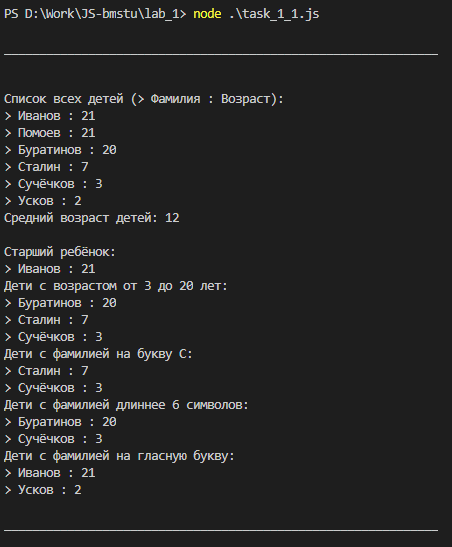 PS D:\Work\JS-bmstu\lab_1> node .\task_1_1.js
Список всех детей (> Фамилия : Возраст):
> Иванов : 21
> Помоев : 21
> Буратинов : 20
> Сталин : 7
> Сучёчков : 3
> Усков : 2
Средний возраст детей: 12
Старший ребёнок:
> Иванов : 21
Дети с возрастом от 3 до 20 лет:
> Буратинов : 20
> Сталин : 7
> Сучёчков : 3
Дети с фамилией на букву С:
> Сталин : 7
> Сучёчков : 3
Дети с фамилией длиннее 6 символов:
> Буратинов : 20
> Сучёчков : 3
Дети с фамилией на гласную букву:
> Иванов : 21
> Усков : 2